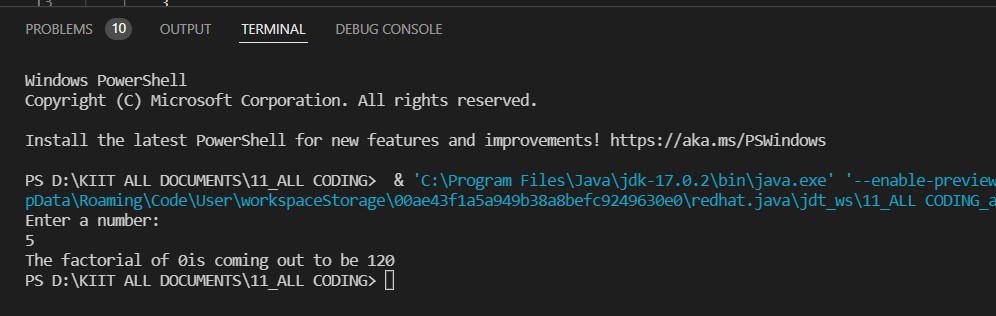 PROBLEMS 10 OUTPUT TERMINAL DEBUG CONSOLE
Windows PowerShell
Copyright (C) Microsoft Corporation. All rights reserved.
Install the latest PowerShell for new features and improvements! https://aka.ms/PSWindows
PS D:\KIIT ALL DOCUMENTS\11_ALL CODING> & 'C:\Program Files\Java\jdk-17.0.2\bin\java.exe' '--enable-preview
pData\Roaming\Code\User\workspaceStorage\00ae43f1a5a949b38a8befc9249630e0\redhat.java\jdt_ws\11_ALL CODING_a
Enter a number:
5
The factorial of 0is coming out to be 120
PS D:\KIIT ALL DOCUMENTS\11_ALL CODING>